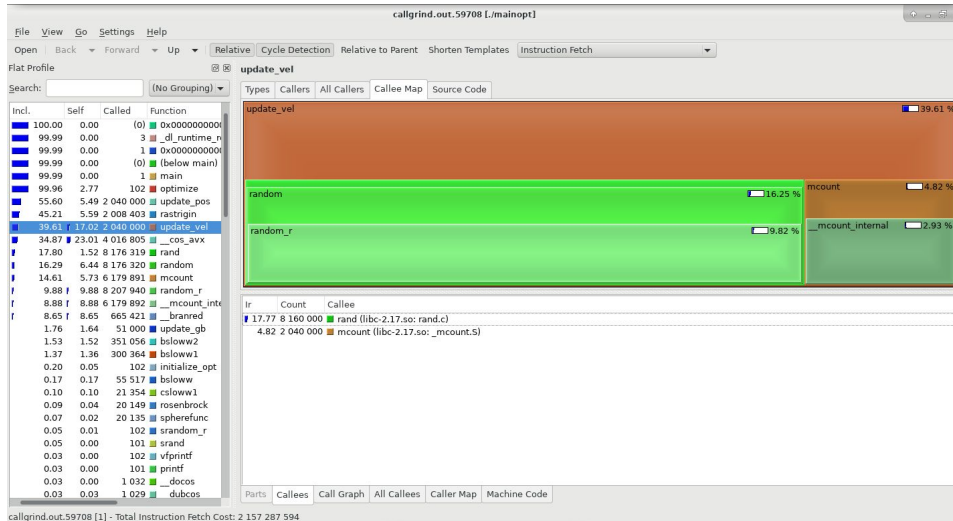 callgrind.out.59708 [./mainopt]
File View Go Settings Help
Open Back Forward Up Relative Cycle Detection Relative to Parent Shorten Templates Instruction Fetch
Flat Profile
Search: (No Grouping)
Incl. Self Called Function
100.00 0.00 (0) 0x000000000
99.99 0.00 3 _dl_runtime_r
99.99 0.00 1 0x000000000
99.99 0.00 (0) (below main)
99.99 0.00 1 main
99.96 2.77 102 optimize
55.60 5.49 2 040 000 update_pos
45.21 5.59 2 008 403 rastrigin
39.61 17.02 2 040 000 update_vel
34.87 23.01 4 016 805 __cos_avx
17.80 1.52 8 176 319 rand
16.29 6.44 8 176 320 random
14.61 5.73 6 179 891 mcount
9.88 9.88 8 207 940 random_r
8.88 8.88 6 179 892 __mcount_inte
8.65 8.65 665 421 __branred
1.76 1.64 51 000 update_gb
1.53 1.52 351 056 bsloww2
1.37 1.36 300 364 bsloww1
0.20 0.05 102 initialize_opt
0.17 0.17 55 517 bsloww
0.10 0.10 21 354 csloww1
0.09 0.04 20 149 rosenbrock
0.07 0.02 20 135 spherefunc
0.05 0.01 102 srandom_r
0.05 0.00 101 srand
0.03 0.00 102 vfprintf
0.03 0.00 101 printf
0.03 0.00 1 032 __docos
0.03 0.03 1 029 __dubcos
update_vel
Types Callers All Callers Callee Map Source Code
update_vel 39.61 %
random 16.25 %
mcount 4.82 %
random_r 9.82 %
__mcount_internal 2.93 %
Ir Count Callee
17.77 8 160 000 rand (libc-2.17.so: rand.c)
4.82 2 040 000 mcount (libc-2.17.so: _mcount.S)
Parts Callees Call Graph All Callees Caller Map Machine Code
callgrind.out.59708 [1] - Total Instruction Fetch Cost: 2 157 287 594